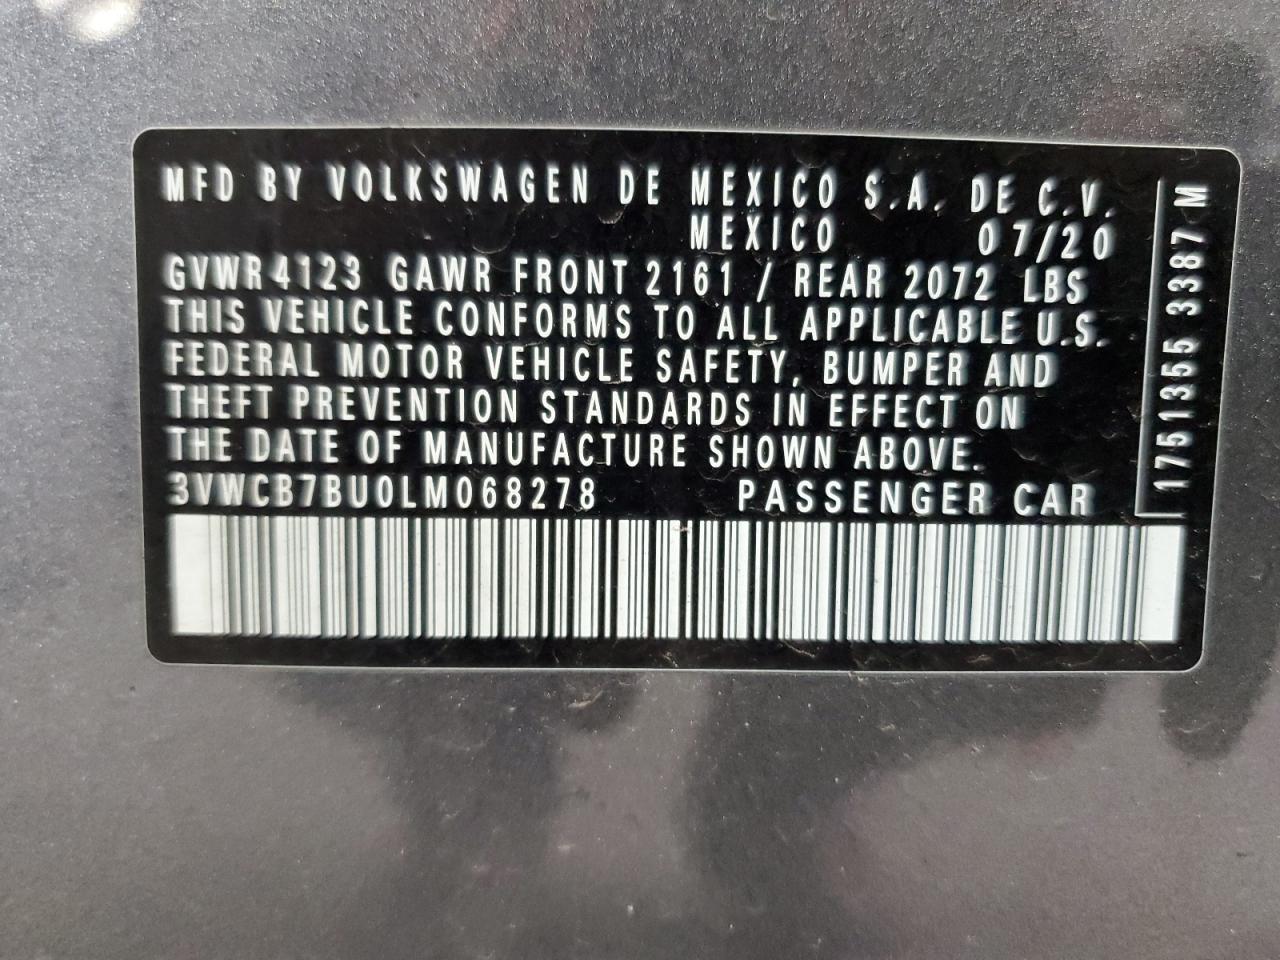 MFD BY VOLKSWAGEN DE MEXICO S.A. DE C.V.
MEXICO 07/20
GVWR 4123 GAWR FRONT 2161 / REAR 2072 LBS
THIS VEHICLE CONFORMS TO ALL APPLICABLE U.S.
FEDERAL MOTOR VEHICLE SAFETY, BUMPER AND
THEFT PREVENTION STANDARDS IN EFFECT ON
THE DATE OF MANUFACTURE SHOWN ABOVE.
3VWCB7BU0LM068278 PASSENGER CAR
1751355 3387 M